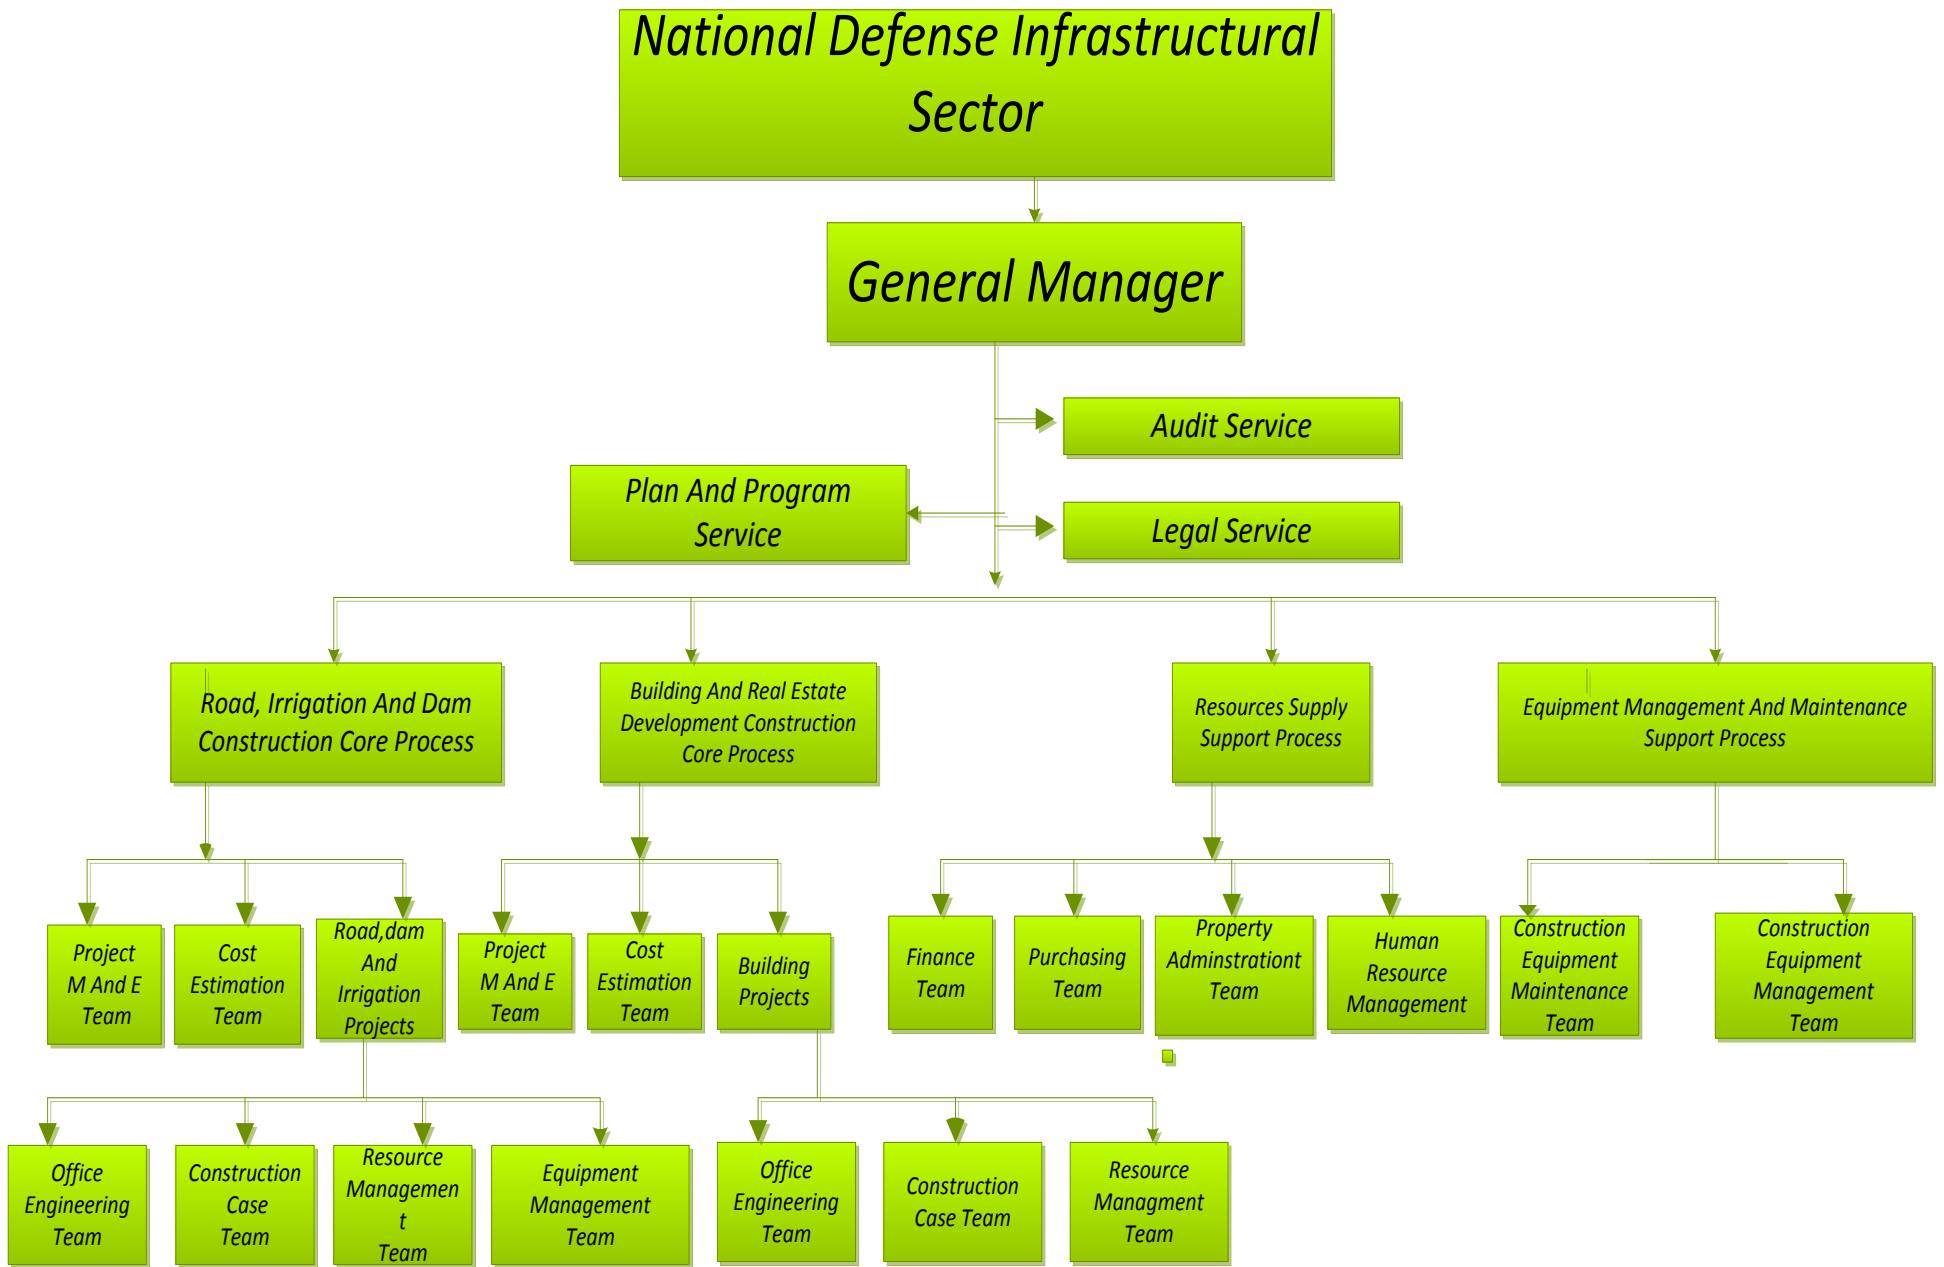 National Defense Infrastructural
Sector
General Manager
Audit Service
Plan And Program
Service
Legal Service
Road, Irrigation And Dam
Construction Core Process
Building And Real Estate
Development Construction
Core Process
Resources Supply
Support Process
Equipment Management And Maintenance
Support Process
Project
M And E
Team
Cost
Estimation
Team
Road,dam
And
Irrigation
Projects
Project
M And E
Team
Cost
Estimation
Team
Building
Projects
Finance
Team
Purchasing
Team
Property
Adminstrationt
Team
Human
Resource
Management
Construction
Equipment
Maintenance
Team
Construction
Equipment
Management
Team
Office
Engineering
Team
Construction
Case
Team
Resource
Managemen
t
Team
Equipment
Management
Team
Office
Engineering
Team
Construction
Case Team
Resource
Managment
Team